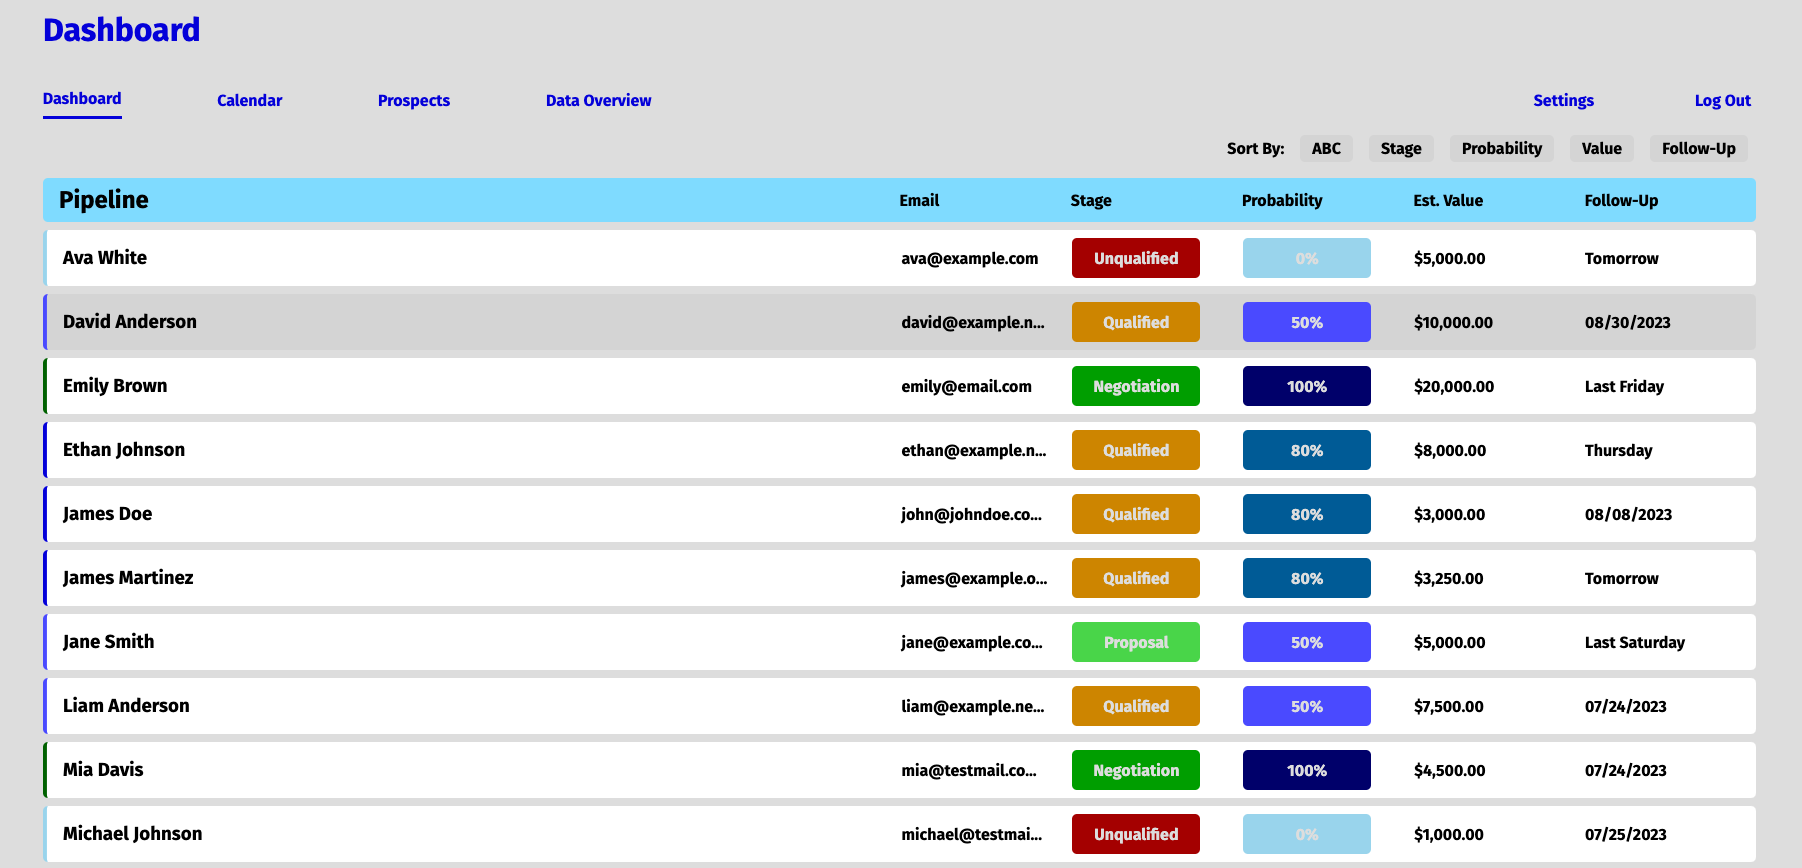 Dashboard
Dashboard Calendar Prospects Data Overview Settings Log Out
Sort By: ABC Stage Probability Value Follow-Up
Pipeline Email Stage Probability Est. Value Follow-Up
Ava White ava@example.com Unqualified 0% $5,000.00 Tomorrow
David Anderson david@example.n... Qualified 50% $10,000.00 08/30/2023
Emily Brown emily@email.com Negotiation 100% $20,000.00 Last Friday
Ethan Johnson ethan@example.n... Qualified 80% $8,000.00 Thursday
James Doe john@johndoe.co... Qualified 80% $3,000.00 08/08/2023
James Martinez james@example.o... Qualified 80% $3,250.00 Tomorrow
Jane Smith jane@example.co... Proposal 50% $5,000.00 Last Saturday
Liam Anderson liam@example.ne... Qualified 50% $7,500.00 07/24/2023
Mia Davis mia@testmail.co... Negotiation 100% $4,500.00 07/24/2023
Michael Johnson michael@testmai... Unqualified 0% $1,000.00 07/25/2023